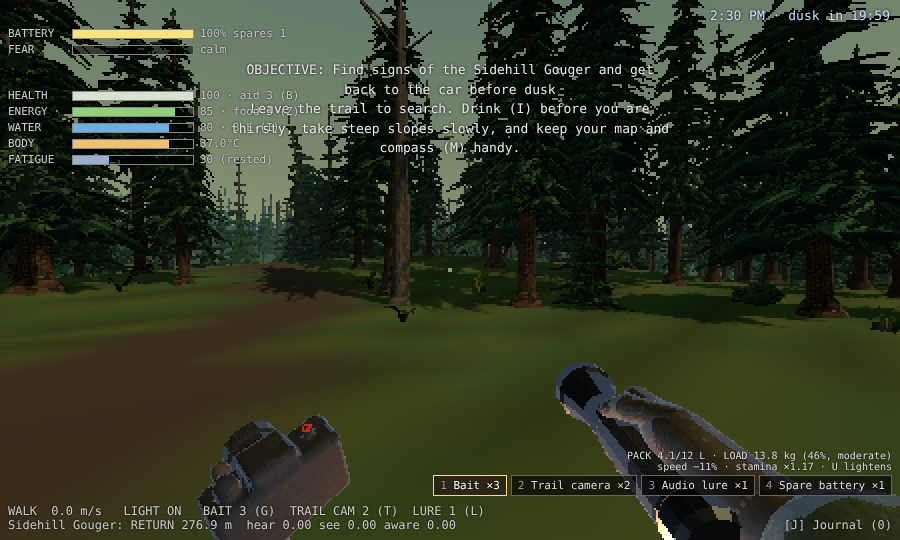 BATTERY 100% spares 1
2:30 PM · dusk in 19:59
FEAR calm
OBJECTIVE: Find signs of the Sidehill Gouger and get
back to the car before dusk.
Leave the trail to search. Drink (I) before you are
thirsty, take steep slopes slowly, and keep your map and
compass (M) handy.
HEALTH 100 · aid 3 (B)
ENERGY 85 · food
WATER 80 ·
BODY 37.0°C
FATIGUE 30 (rested)
PACK 4.1/12 L · LOAD 13.8 kg (46%, moderate)
speed −11% · stamina ×1.17 · U lightens
1 Bait ×3 2 Trail camera ×2 3 Audio lure ×1 4 Spare battery ×1
WALK 0.0 m/s LIGHT ON BAIT 3 (G) TRAIL CAM 2 (T) LURE 1 (L)
Sidehill Gouger: RETURN 276.9 m hear 0.00 see 0.00 aware 0.00
[J] Journal (0)